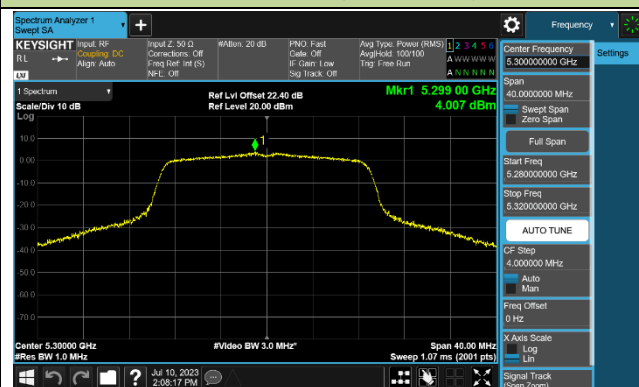 Spectrum Analyzer 1
Swept SA
+
Frequency
KEYSIGHT
RL
LXI
Input: RF
Coupling: DC
Align: Auto
Input Z: 50 Ω
Corrections: Off
Freq Ref: Int (S)
NFE: Off
#Atten: 20 dB
PNO: Fast
Gate: Off
IF Gain: Low
Sig Track: Off
Avg Type: Power (RMS)
Avg|Hold: 100/100
Trig: Free Run
1 2 3 4 5 6
A W W W W W
A N N N N N
Center Frequency
5.300000000 GHz
Settings
Span
40.0000000 MHz
Swept Span
Zero Span
Full Span
Start Freq
5.280000000 GHz
Stop Freq
5.320000000 GHz
AUTO TUNE
CF Step
4.000000 MHz
Auto
Man
Freq Offset
0 Hz
X Axis Scale
Log
Lin
Signal Track
(Span Zoom)
1 Spectrum
Scale/Div 10 dB
Log
Ref Lvl Offset 22.40 dB
Ref Level 20.00 dBm
Mkr1 5.299 00 GHz
4.007 dBm
1
10.0
0.00
-10.0
-20.0
-30.0
-40.0
-50.0
-60.0
-70.0
Center 5.30000 GHz
#Res BW 1.0 MHz
#Video BW 3.0 MHz*
Span 40.00 MHz
Sweep 1.07 ms (2001 pts)
?
Jul 10, 2023
2:08:17 PM